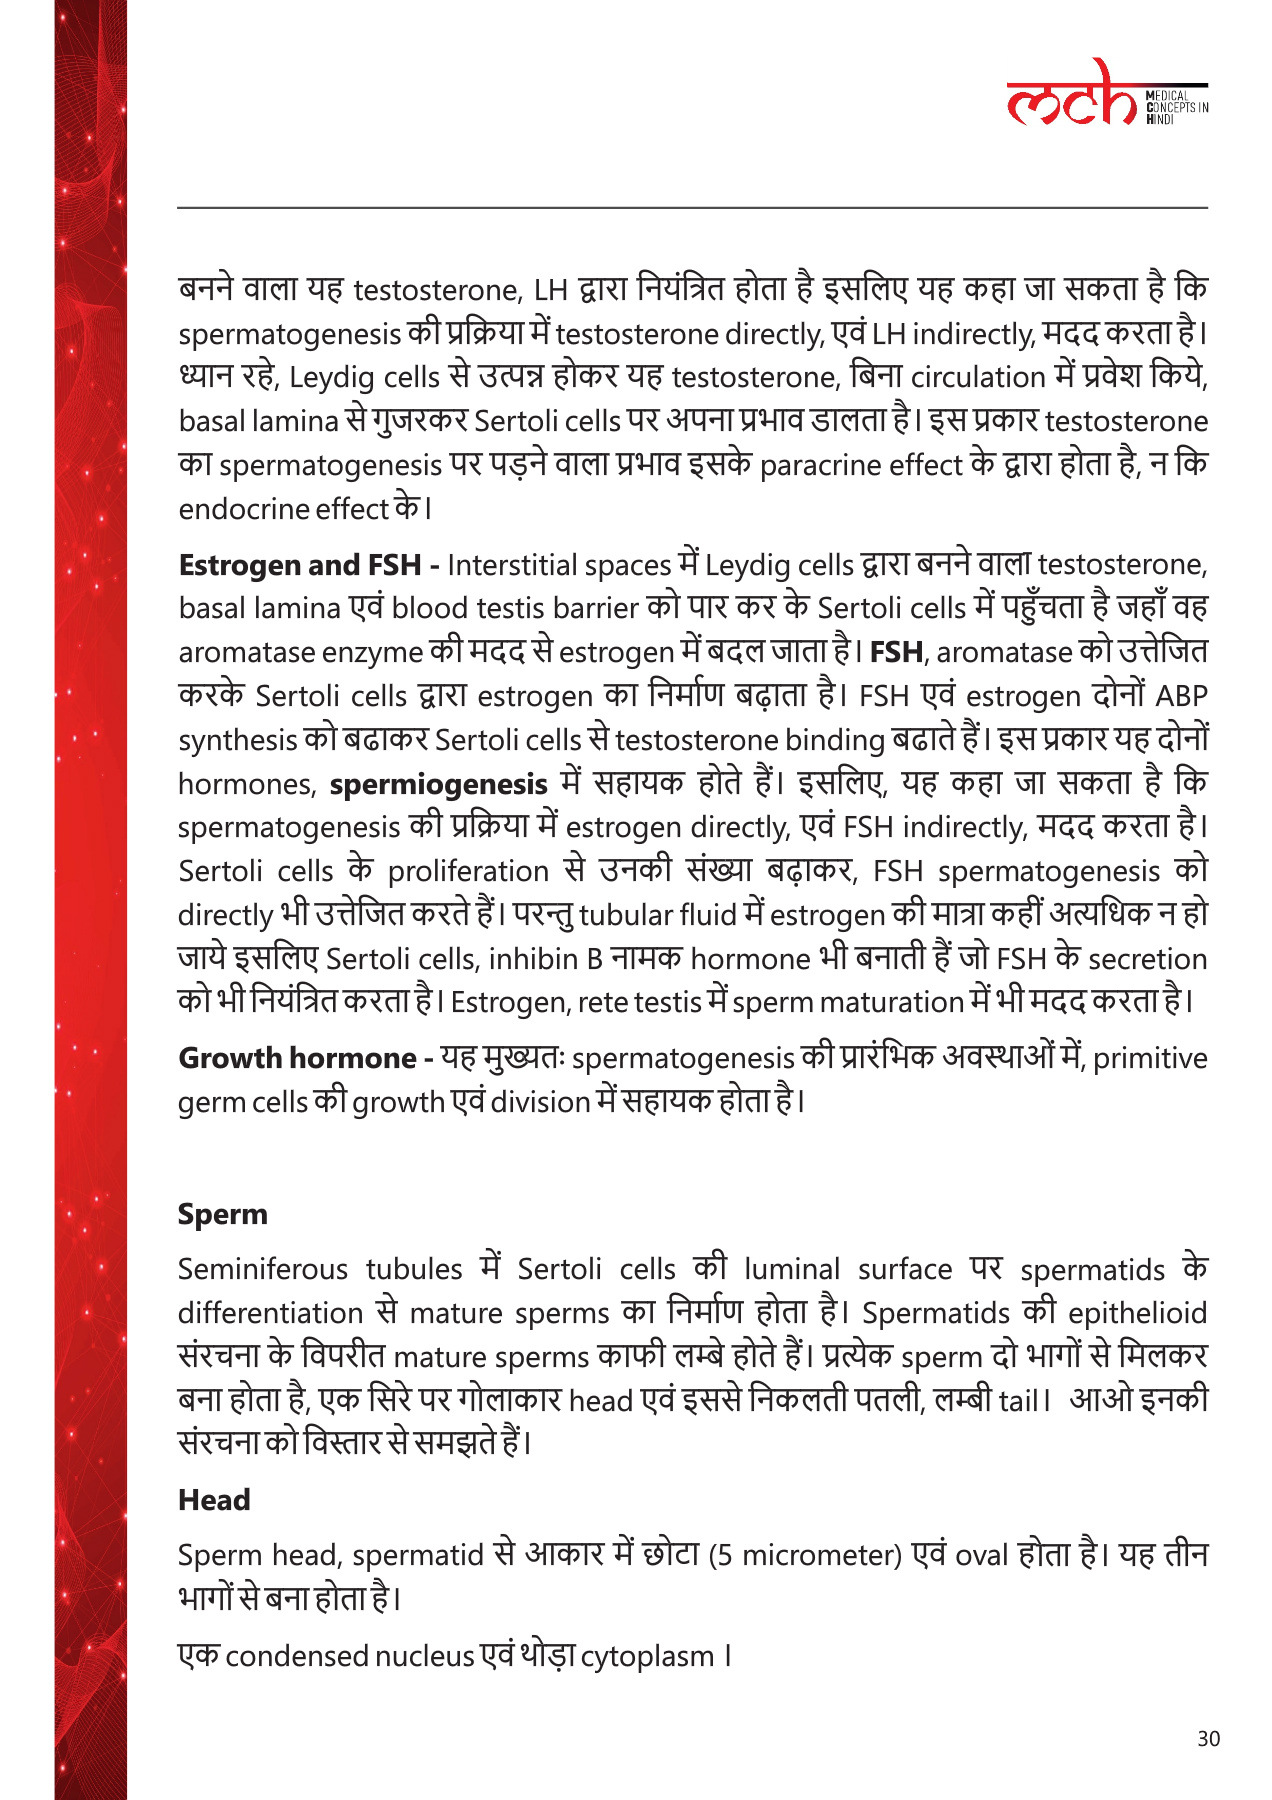 mch MEDICAL CONCEPTS IN HINDI
बनने वाला यह testosterone, LH द्वारा नियंत्रित होता है इसलिए यह कहा जा सकता है कि
spermatogenesis की प्रक्रिया में testosterone directly, एवं LH indirectly, मदद करता है।
ध्यान रहे, Leydig cells से उत्पन्न होकर यह testosterone, बिना circulation में प्रवेश किये,
basal lamina से गुजरकर Sertoli cells पर अपना प्रभाव डालता है। इस प्रकार testosterone
का spermatogenesis पर पड़ने वाला प्रभाव इसके paracrine effect के द्वारा होता है, न कि
endocrine effect के।
Estrogen and FSH - Interstitial spaces में Leydig cells द्वारा बनने वाला testosterone,
basal lamina एवं blood testis barrier को पार कर के Sertoli cells में पहुँचता है जहाँ वह
aromatase enzyme की मदद से estrogen में बदल जाता है। FSH, aromatase को उत्तेजित
करके Sertoli cells द्वारा estrogen का निर्माण बढ़ाता है। FSH एवं estrogen दोनों ABP
synthesis को बढाकर Sertoli cells से testosterone binding बढाते हैं। इस प्रकार यह दोनों
hormones, spermiogenesis में सहायक होते हैं। इसलिए, यह कहा जा सकता है कि
spermatogenesis की प्रक्रिया में estrogen directly, एवं FSH indirectly, मदद करता है।
Sertoli cells के proliferation से उनकी संख्या बढ़ाकर, FSH spermatogenesis को
directly भी उत्तेजित करते हैं। परन्तु tubular fluid में estrogen की मात्रा कहीं अत्यधिक न हो
जाये इसलिए Sertoli cells, inhibin B नामक hormone भी बनाती हैं जो FSH के secretion
को भी नियंत्रित करता है। Estrogen, rete testis में sperm maturation में भी मदद करता है।
Growth hormone - यह मुख्यतः spermatogenesis की प्रारंभिक अवस्थाओं में, primitive
germ cells की growth एवं division में सहायक होता है।
Sperm
Seminiferous tubules में Sertoli cells की luminal surface पर spermatids के
differentiation से mature sperms का निर्माण होता है। Spermatids की epithelioid
संरचना के विपरीत mature sperms काफी लम्बे होते हैं। प्रत्येक sperm दो भागों से मिलकर
बना होता है, एक सिरे पर गोलाकार head एवं इससे निकलती पतली, लम्बी tail। आओ इनकी
संरचना को विस्तार से समझते हैं।
Head
Sperm head, spermatid से आकार में छोटा (5 micrometer) एवं oval होता है। यह तीन
भागों से बना होता है।
एक condensed nucleus एवं थोड़ा cytoplasm ।
30